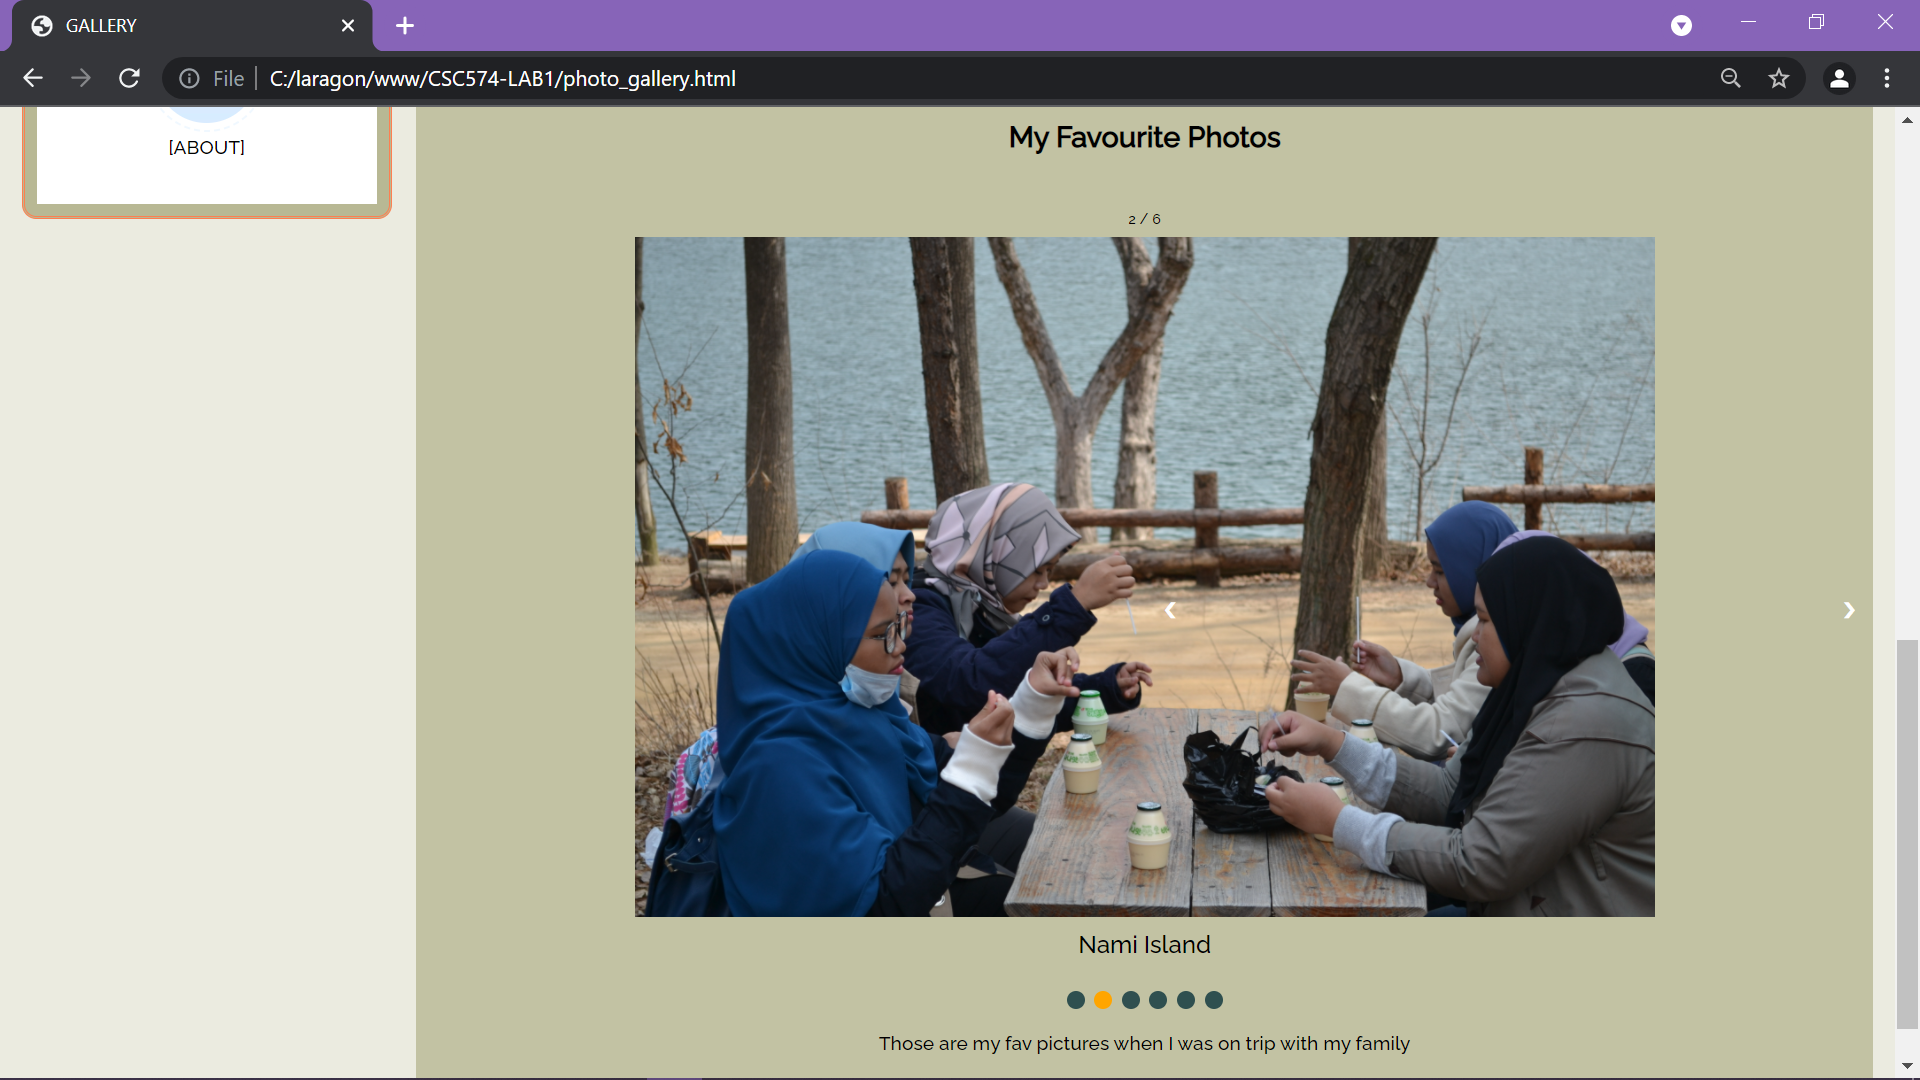 GALLERY
File
C:/laragon/www/CSC574-LAB1/photo_gallery.html
[ABOUT]
My Favourite Photos
2 / 6
Nami Island
Those are my fav pictures when I was on trip with my family